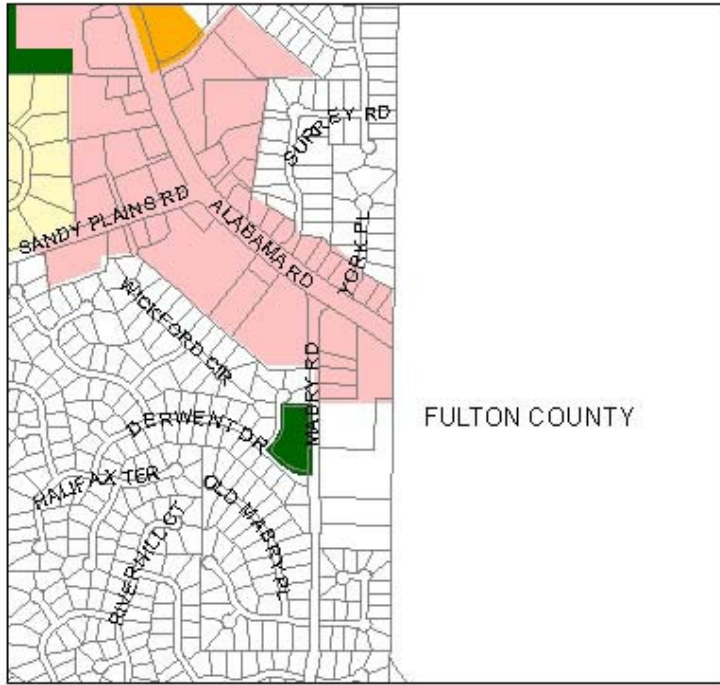 SURREY RD
SANDY PLAINS RD
ALABAMA RD
YORK PL
WICKFORD CIR
MABRY RD
FULTON COUNTY
DERWENT DR
HALIFAX TER
OLD MABRY PL
RIVERHILL CT